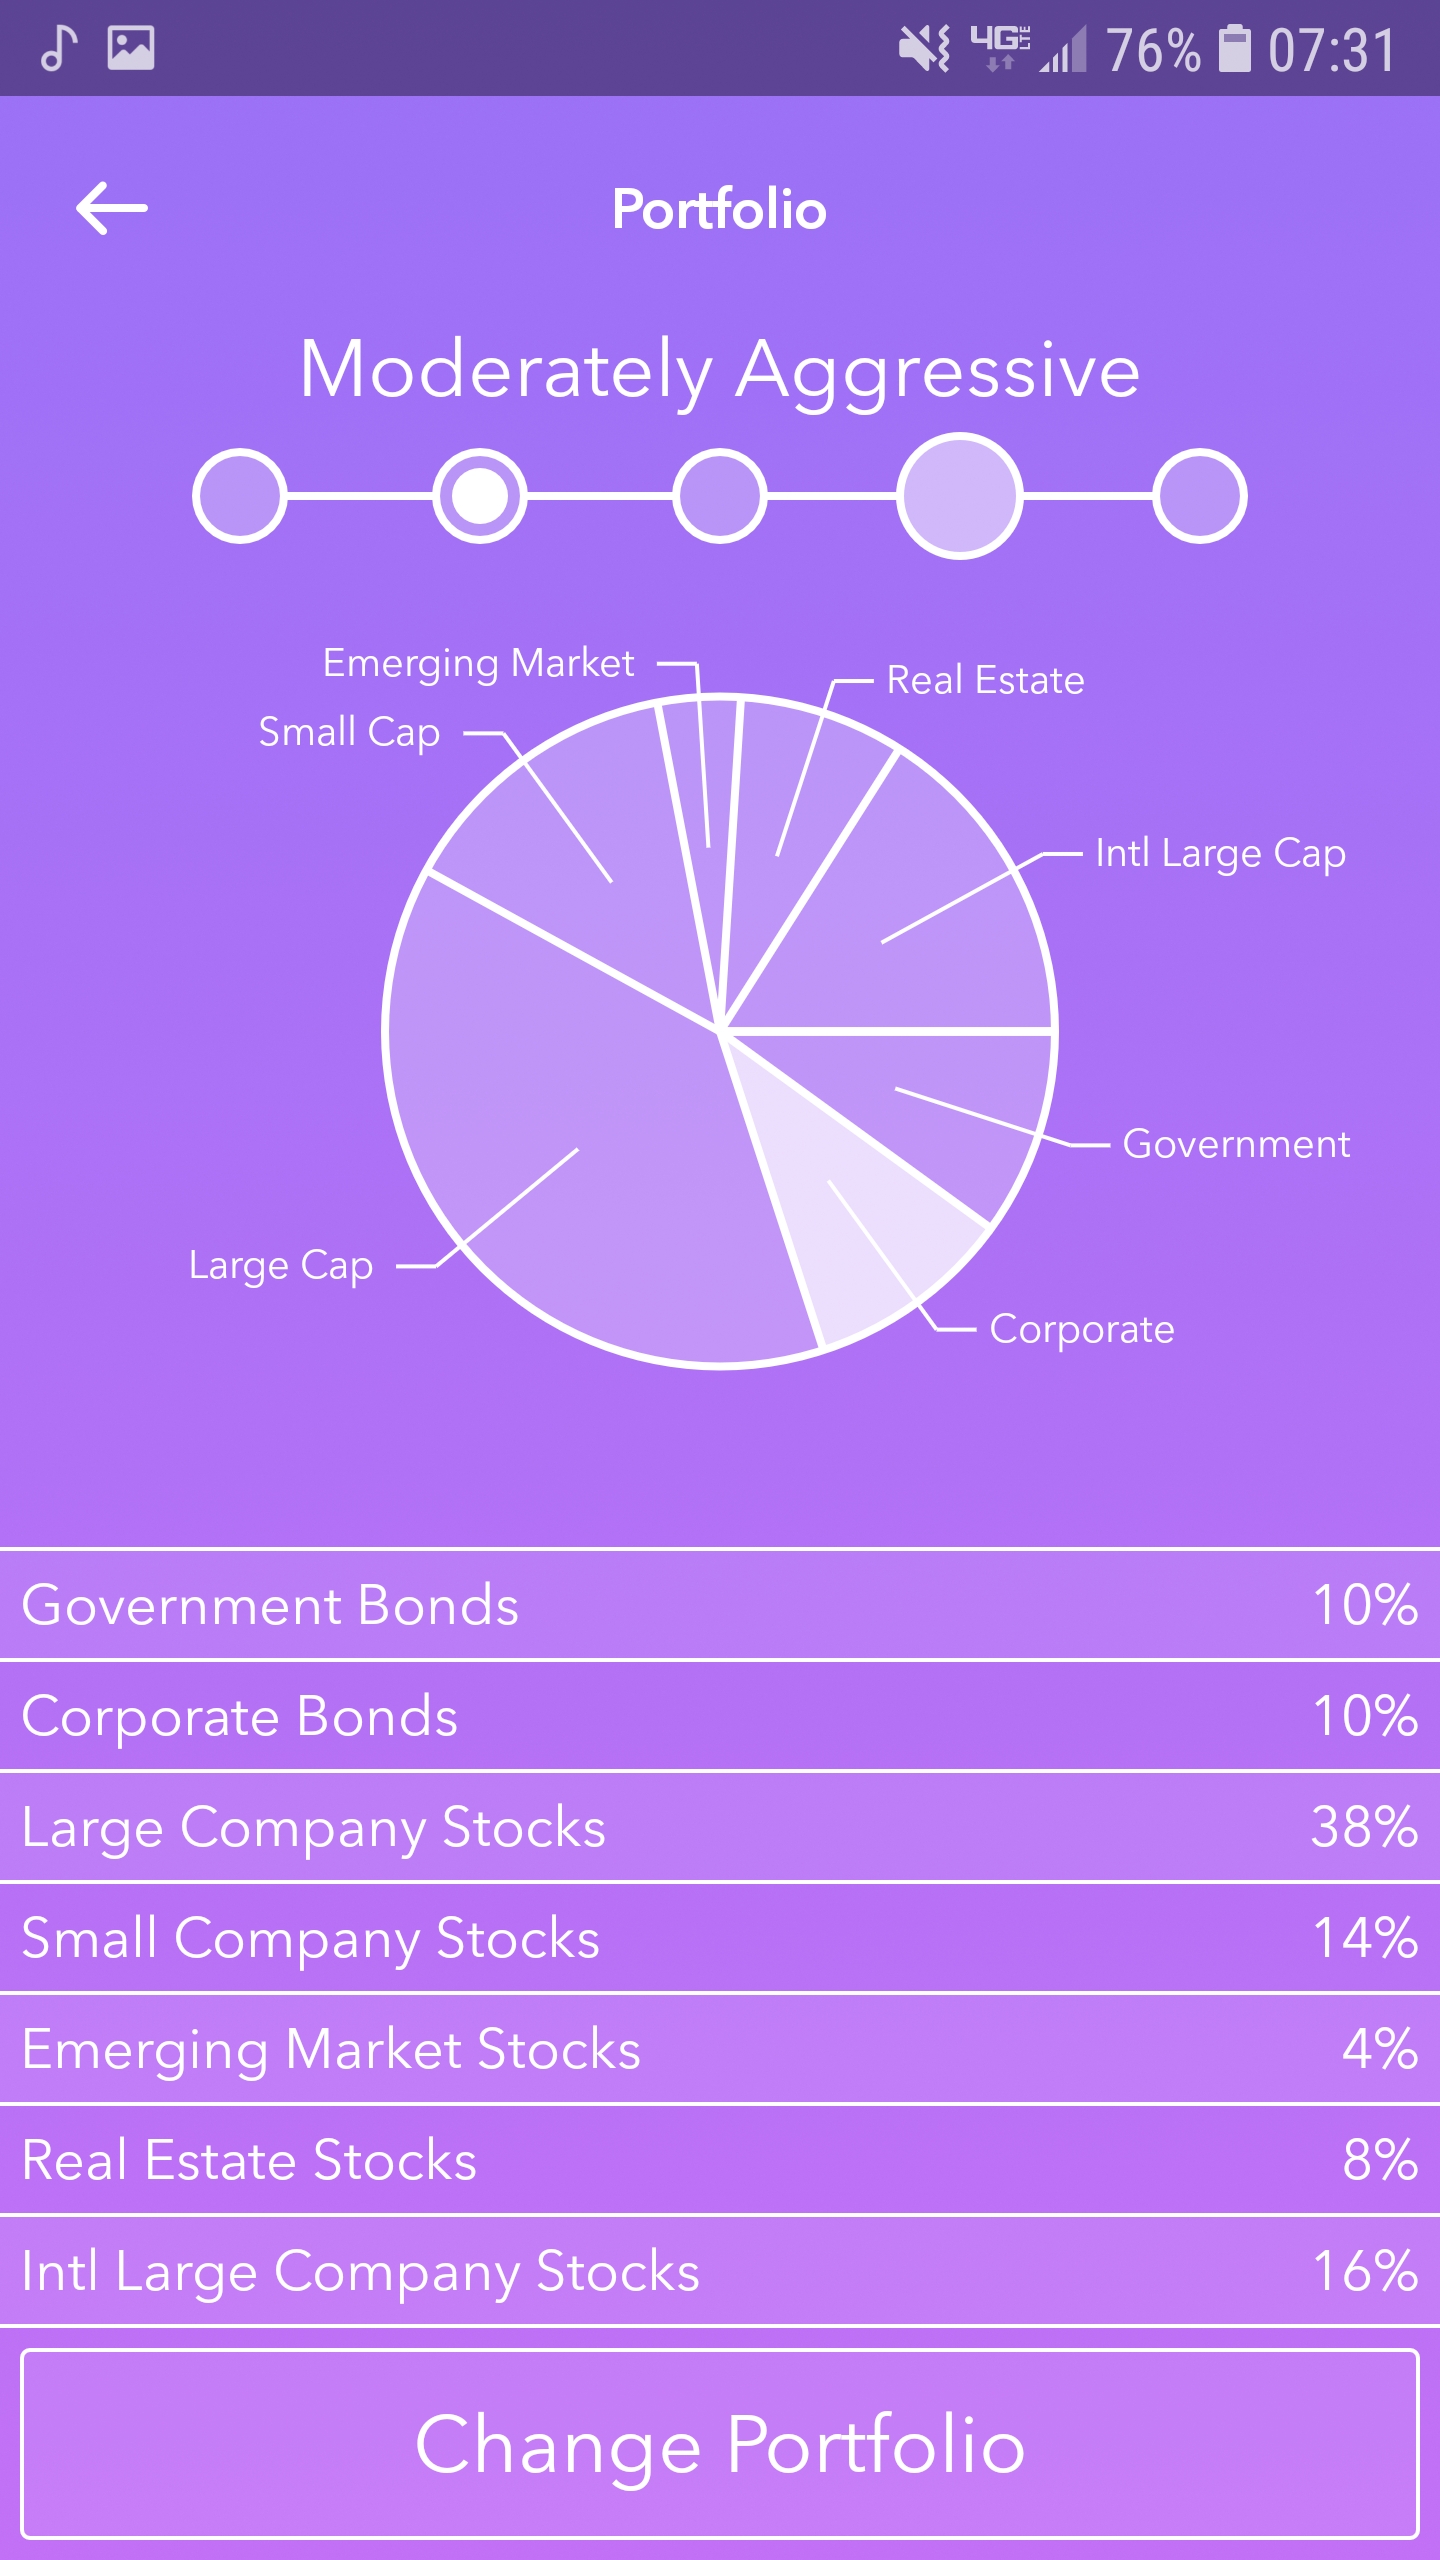 4G LTE 76% 07:31
Portfolio
Moderately Aggressive
Emerging Market
Real Estate
Small Cap
Intl Large Cap
Government
Large Cap
Corporate
Government Bonds 10%
Corporate Bonds 10%
Large Company Stocks 38%
Small Company Stocks 14%
Emerging Market Stocks 4%
Real Estate Stocks 8%
Intl Large Company Stocks 16%
Change Portfolio